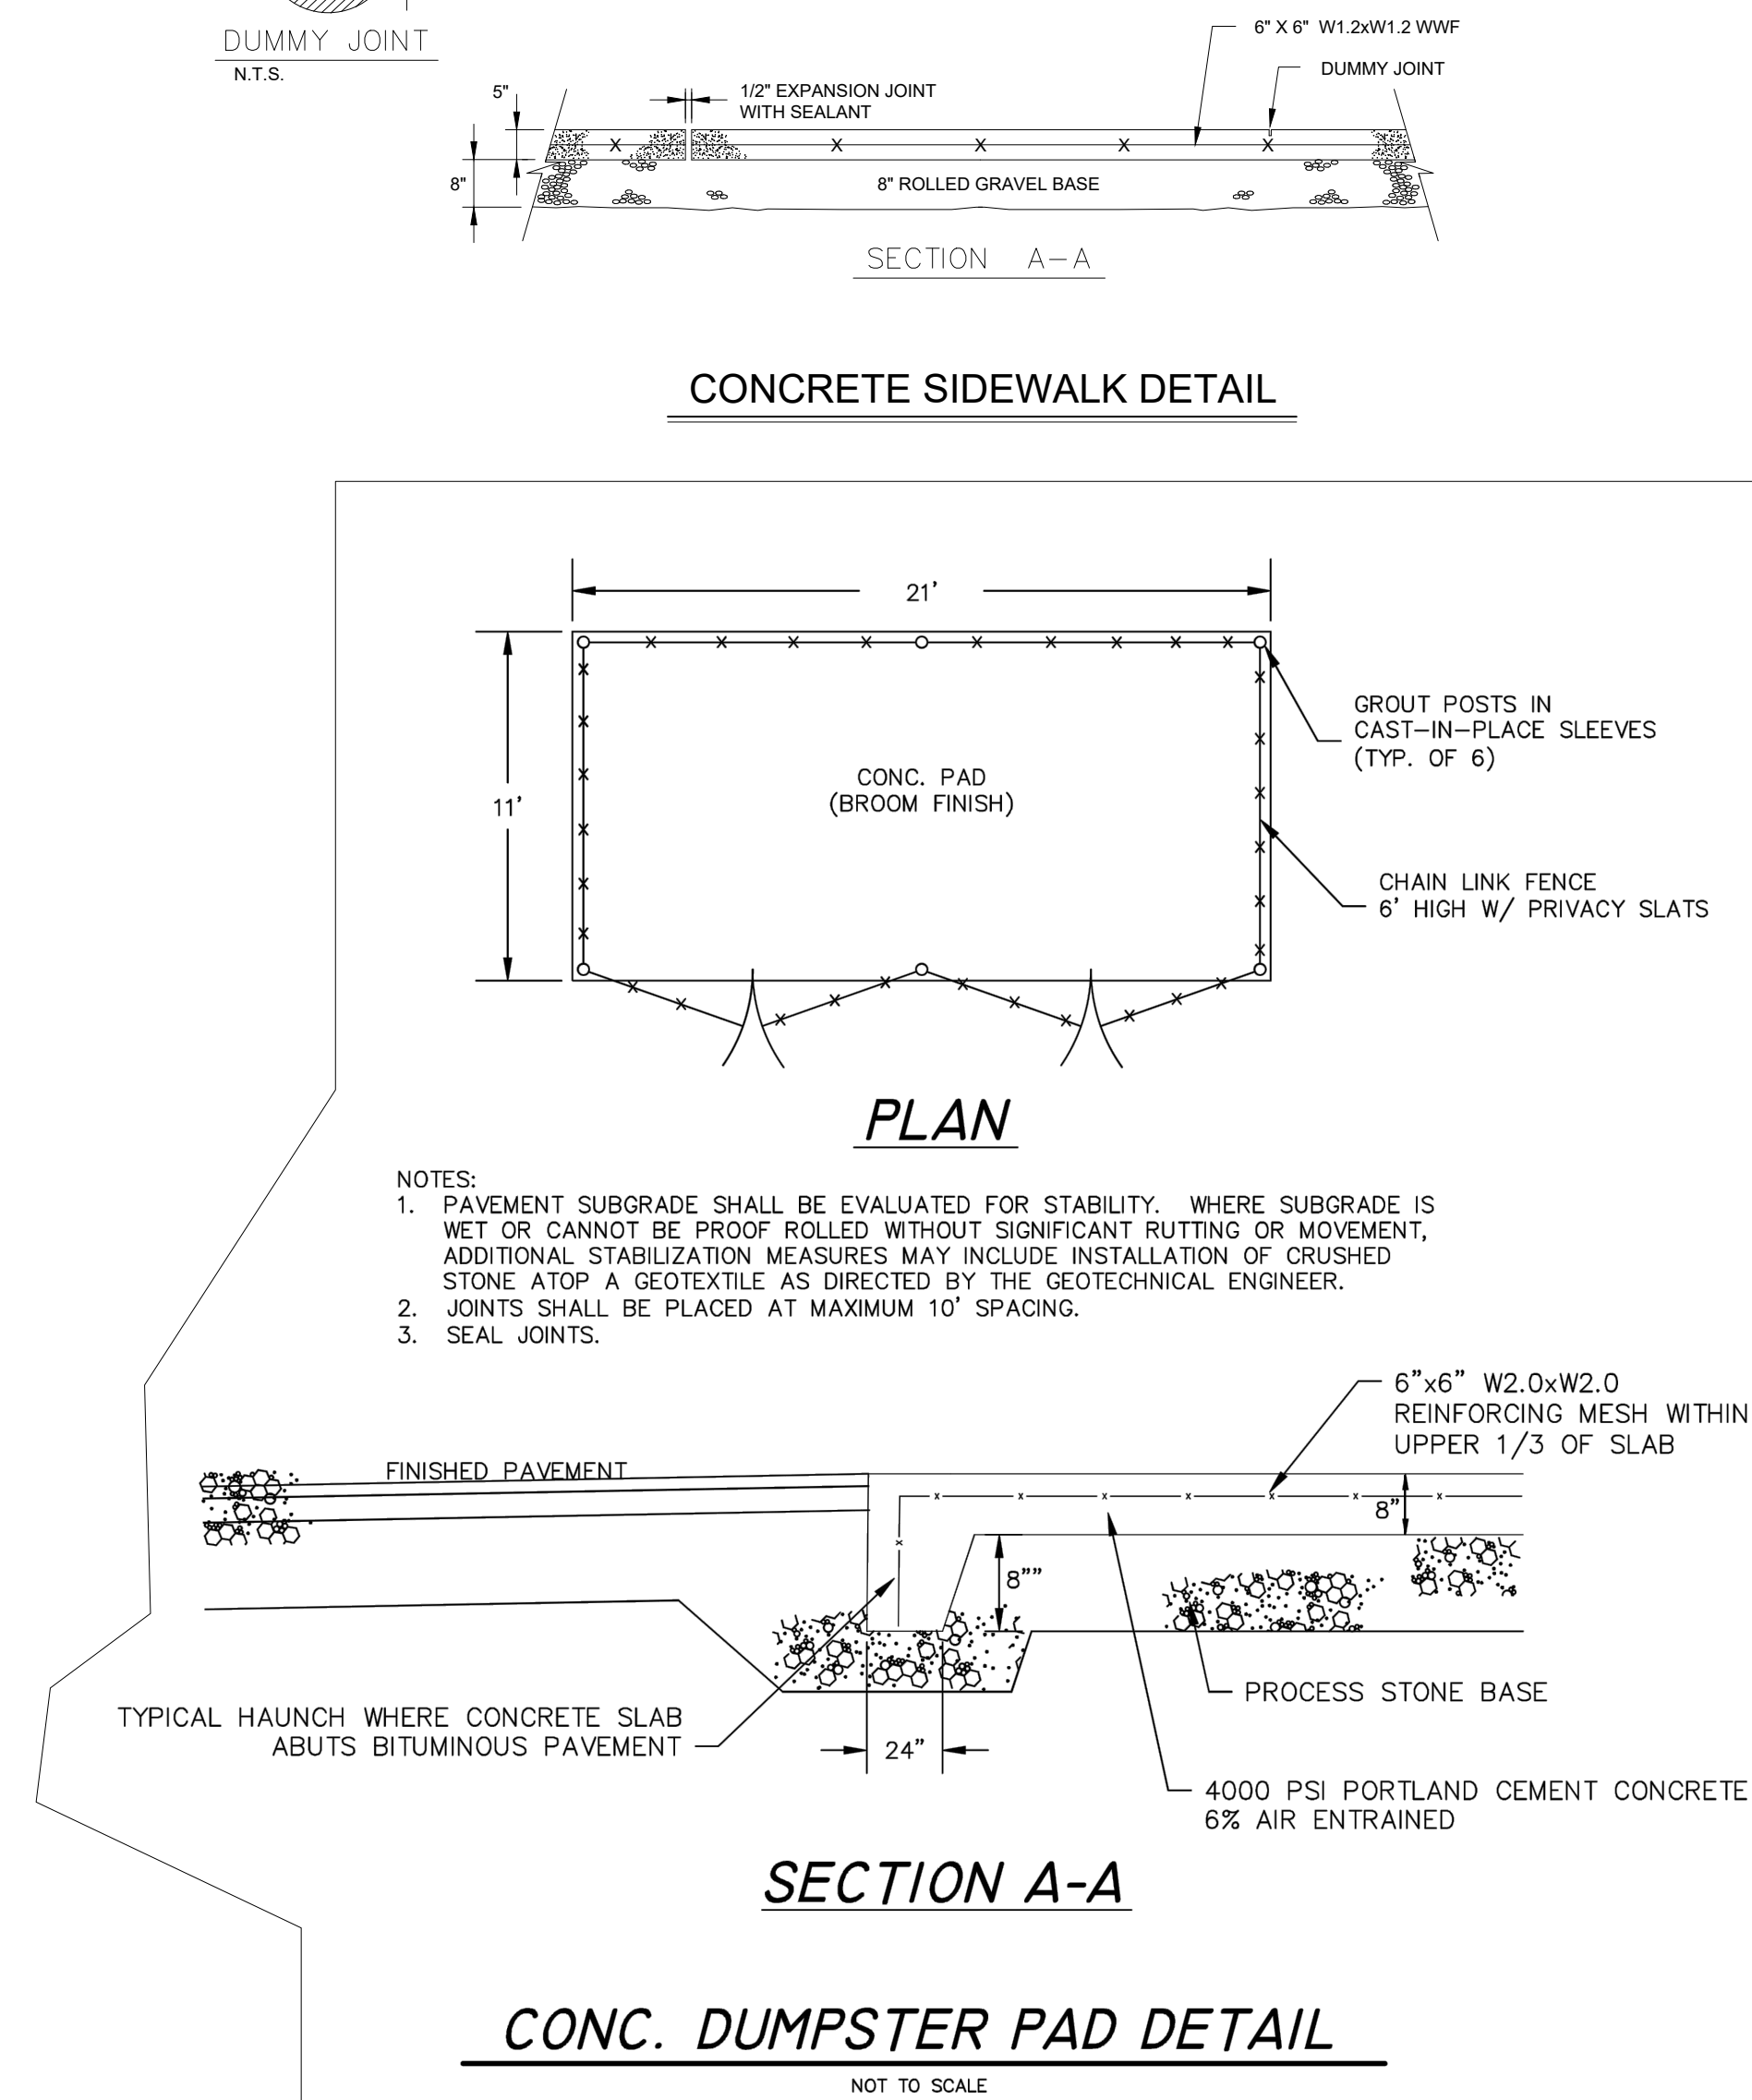 DUMMY JOINT
N.T.S.
6" X 6" W1.2xW1.2 WWF
DUMMY JOINT
1/2" EXPANSION JOINT
WITH SEALANT
5"
8"
8" ROLLED GRAVEL BASE
SECTION A-A
CONCRETE SIDEWALK DETAIL
21'
11'
GROUT POSTS IN
CAST-IN-PLACE SLEEVES
(TYP. OF 6)
CONC. PAD
(BROOM FINISH)
CHAIN LINK FENCE
6' HIGH W/ PRIVACY SLATS
PLAN
NOTES:
1. PAVEMENT SUBGRADE SHALL BE EVALUATED FOR STABILITY. WHERE SUBGRADE IS
WET OR CANNOT BE PROOF ROLLED WITHOUT SIGNIFICANT RUTTING OR MOVEMENT,
ADDITIONAL STABILIZATION MEASURES MAY INCLUDE INSTALLATION OF CRUSHED
STONE ATOP A GEOTEXTILE AS DIRECTED BY THE GEOTECHNICAL ENGINEER.
2. JOINTS SHALL BE PLACED AT MAXIMUM 10' SPACING.
3. SEAL JOINTS.
6"x6" W2.0xW2.0
REINFORCING MESH WITHIN
UPPER 1/3 OF SLAB
FINISHED PAVEMENT
8"
8""
PROCESS STONE BASE
TYPICAL HAUNCH WHERE CONCRETE SLAB
ABUTS BITUMINOUS PAVEMENT
24"
4000 PSI PORTLAND CEMENT CONCRETE
6% AIR ENTRAINED
SECTION A-A
CONC. DUMPSTER PAD DETAIL
NOT TO SCALE